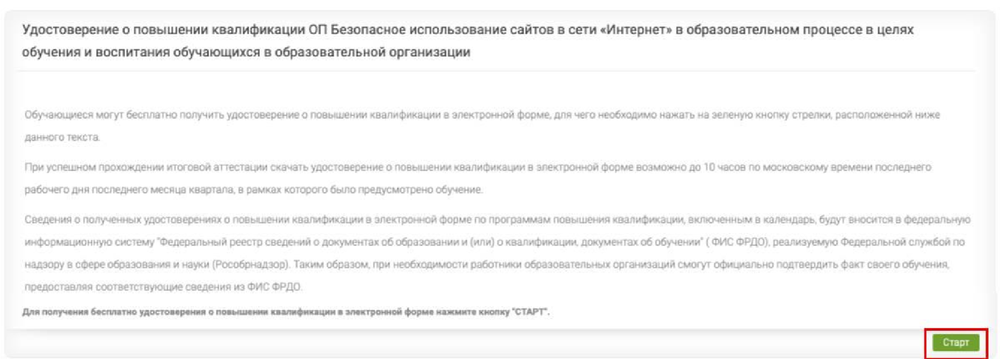 Удостоверение о повышении квалификации ОП Безопасное использование сайтов в сети «Интернет» в образовательном процессе в целях
обучения и воспитания обучающихся в образовательной организации
Обучающиеся могут бесплатно получить удостоверение о повышении квалификации в электронной форме, для чего необходимо нажать на зеленую кнопку стрелки, расположенной ниже
данного текста.
При успешном прохождении итоговой аттестации скачать удостоверение о повышении квалификации в электронной форме возможно до 10 часов по московскому времени последнего
рабочего дня последнего месяца квартала, в рамках которого было предусмотрено обучение.
Сведения о полученных удостоверениях о повышении квалификации в электронной форме по программам повышения квалификации, включенным в календарь, будут вносится в федеральную
информационную систему "Федеральный реестр сведений о документах об образовании и (или) о квалификации, документах об обучении" ( ФИС ФРДО), реализуемую Федеральной службой по
надзору в сфере образования и науки (Рособрнадзор). Таким образом, при необходимости работники образовательных организаций смогут официально подтвердить факт своего обучения,
предоставляя соответствующие сведения из ФИС ФРДО.
Для получения бесплатно удостоверения о повышении квалификации в электронной форме нажмите кнопку "СТАРТ".
Старт